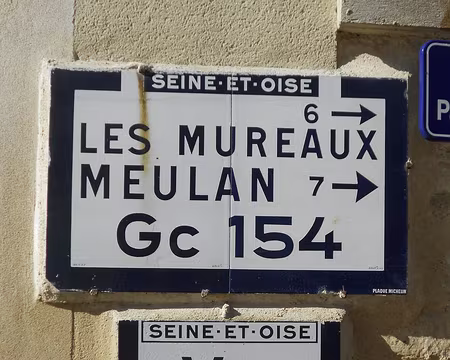 SEINE·ET·OISE
6 →
LES MUREAUX
MEULAN 7 →
Gc 154
PLAQUE MICHELIN
SEINE·ET·OISE